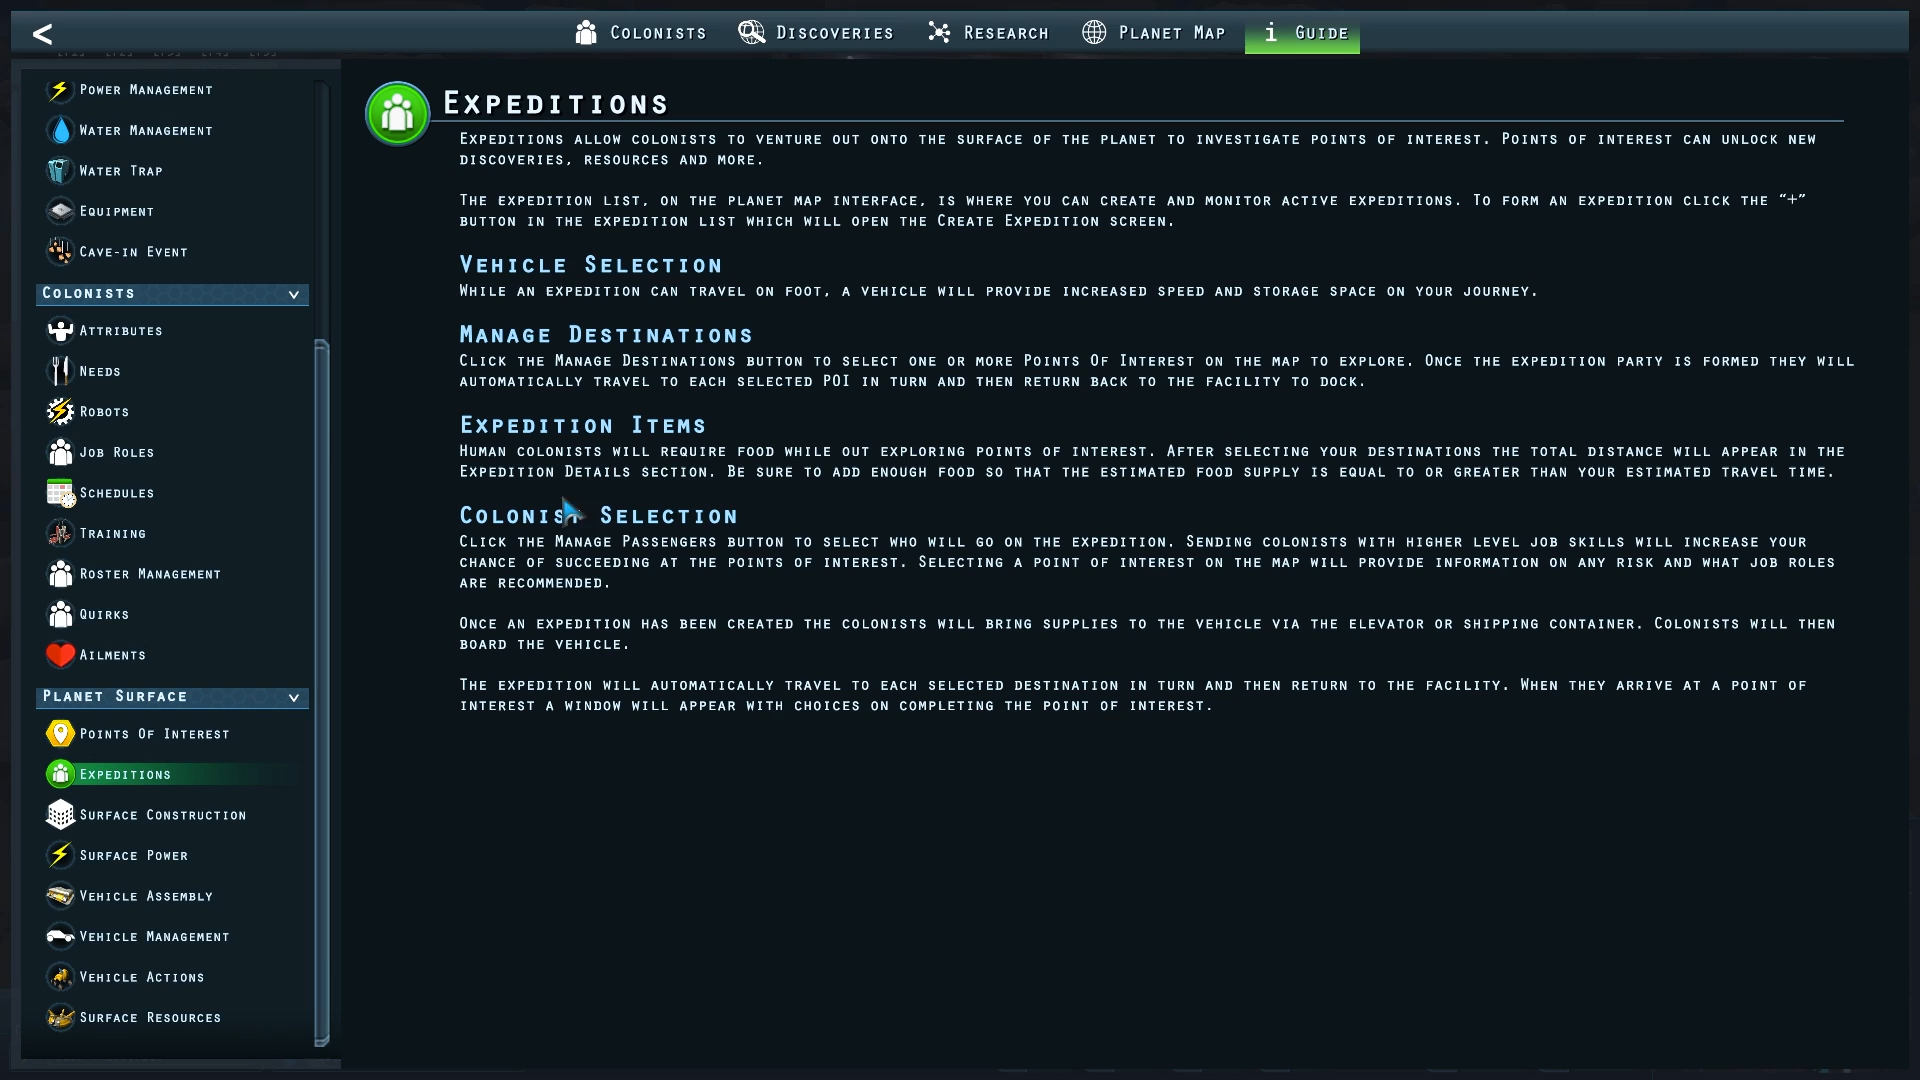 <
Colonists
Discoveries
Research
Planet Map
i Guide
Power Management
Water Management
Water Trap
Equipment
Cave-in Event
Colonists
Attributes
Needs
Robots
Job Roles
Schedules
Training
Roster Management
Quirks
Ailments
Planet Surface
Points Of Interest
Expeditions
Surface Construction
Surface Power
Vehicle Assembly
Vehicle Management
Vehicle Actions
Surface Resources
Expeditions
Expeditions allow colonists to venture out onto the surface of the planet to investigate points of interest. Points of interest can unlock new
discoveries, resources and more.
The expedition list, on the planet map interface, is where you can create and monitor active expeditions. To form an expedition click the “+”
button in the expedition list which will open the Create Expedition screen.
Vehicle Selection
While an expedition can travel on foot, a vehicle will provide increased speed and storage space on your journey.
Manage Destinations
Click the Manage Destinations button to select one or more Points Of Interest on the map to explore. Once the expedition party is formed they will
automatically travel to each selected POI in turn and then return back to the facility to dock.
Expedition Items
Human colonists will require food while out exploring points of interest. After selecting your destinations the total distance will appear in the
Expedition Details section. Be sure to add enough food so that the estimated food supply is equal to or greater than your estimated travel time.
Colonist Selection
Click the Manage Passengers button to select who will go on the expedition. Sending colonists with higher level job skills will increase your
chance of succeeding at the points of interest. Selecting a point of interest on the map will provide information on any risk and what job roles
are recommended.
Once an expedition has been created the colonists will bring supplies to the vehicle via the elevator or shipping container. Colonists will then
board the vehicle.
The expedition will automatically travel to each selected destination in turn and then return to the facility. When they arrive at a point of
interest a window will appear with choices on completing the point of interest.